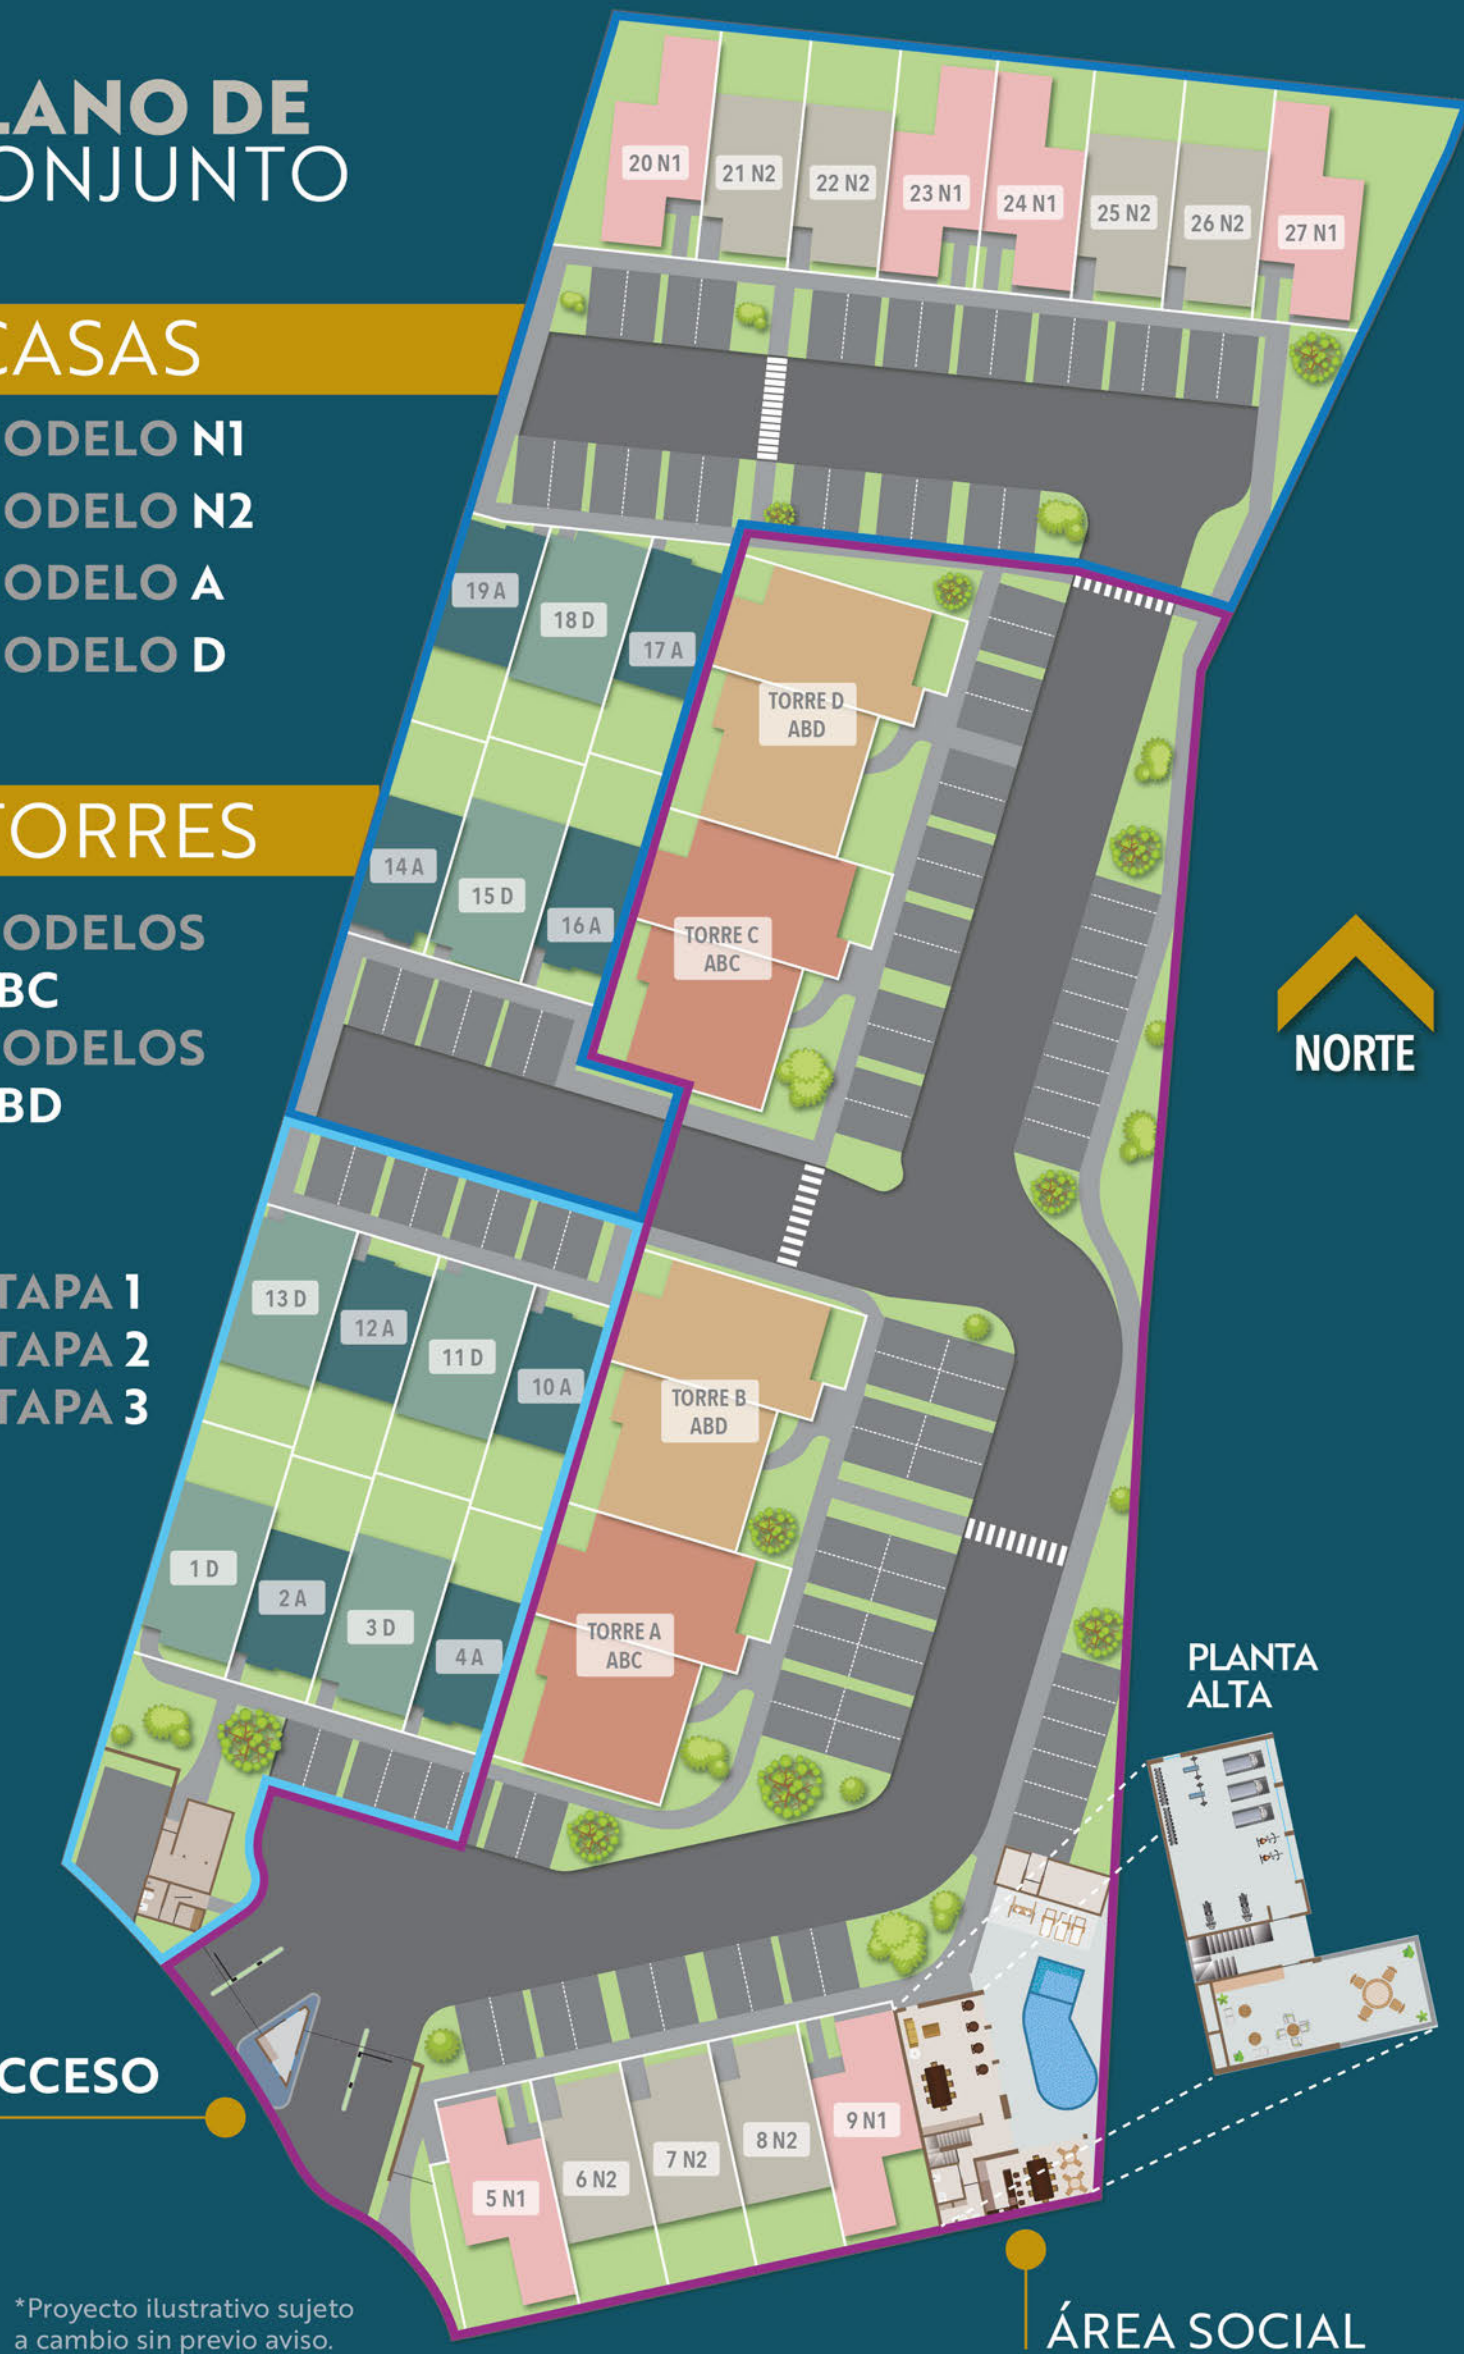 LANO DE
ONJUNTO
CASAS
ODELO N1
ODELO N2
ODELO A
ODELO D
TORRES
ODELOS
BC
ODELOS
BD
TAPA 1
TAPA 2
TAPA 3
20 N1
21 N2
22 N2
23 N1
24 N1
25 N2
26 N2
27 N1
19 A
18 D
17 A
TORRE D
ABD
14 A
15 D
16 A
TORRE C
ABC
NORTE
13 D
12 A
11 D
10 A
TORRE B
ABD
1 D
2 A
3 D
4 A
TORRE A
ABC
PLANTA
ALTA
CCESO
5 N1
6 N2
7 N2
8 N2
9 N1
ÁREA SOCIAL
*Proyecto ilustrativo sujeto
a cambio sin previo aviso.